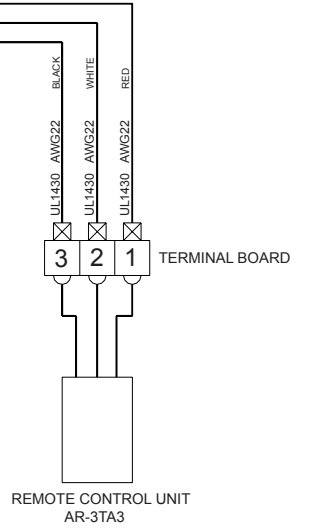 BLACK
WHITE
RED
UL1430 AWG22
UL1430 AWG22
UL1430 AWG22
3 2 1 TERMINAL BOARD
REMOTE CONTROL UNIT
AR-3TA3